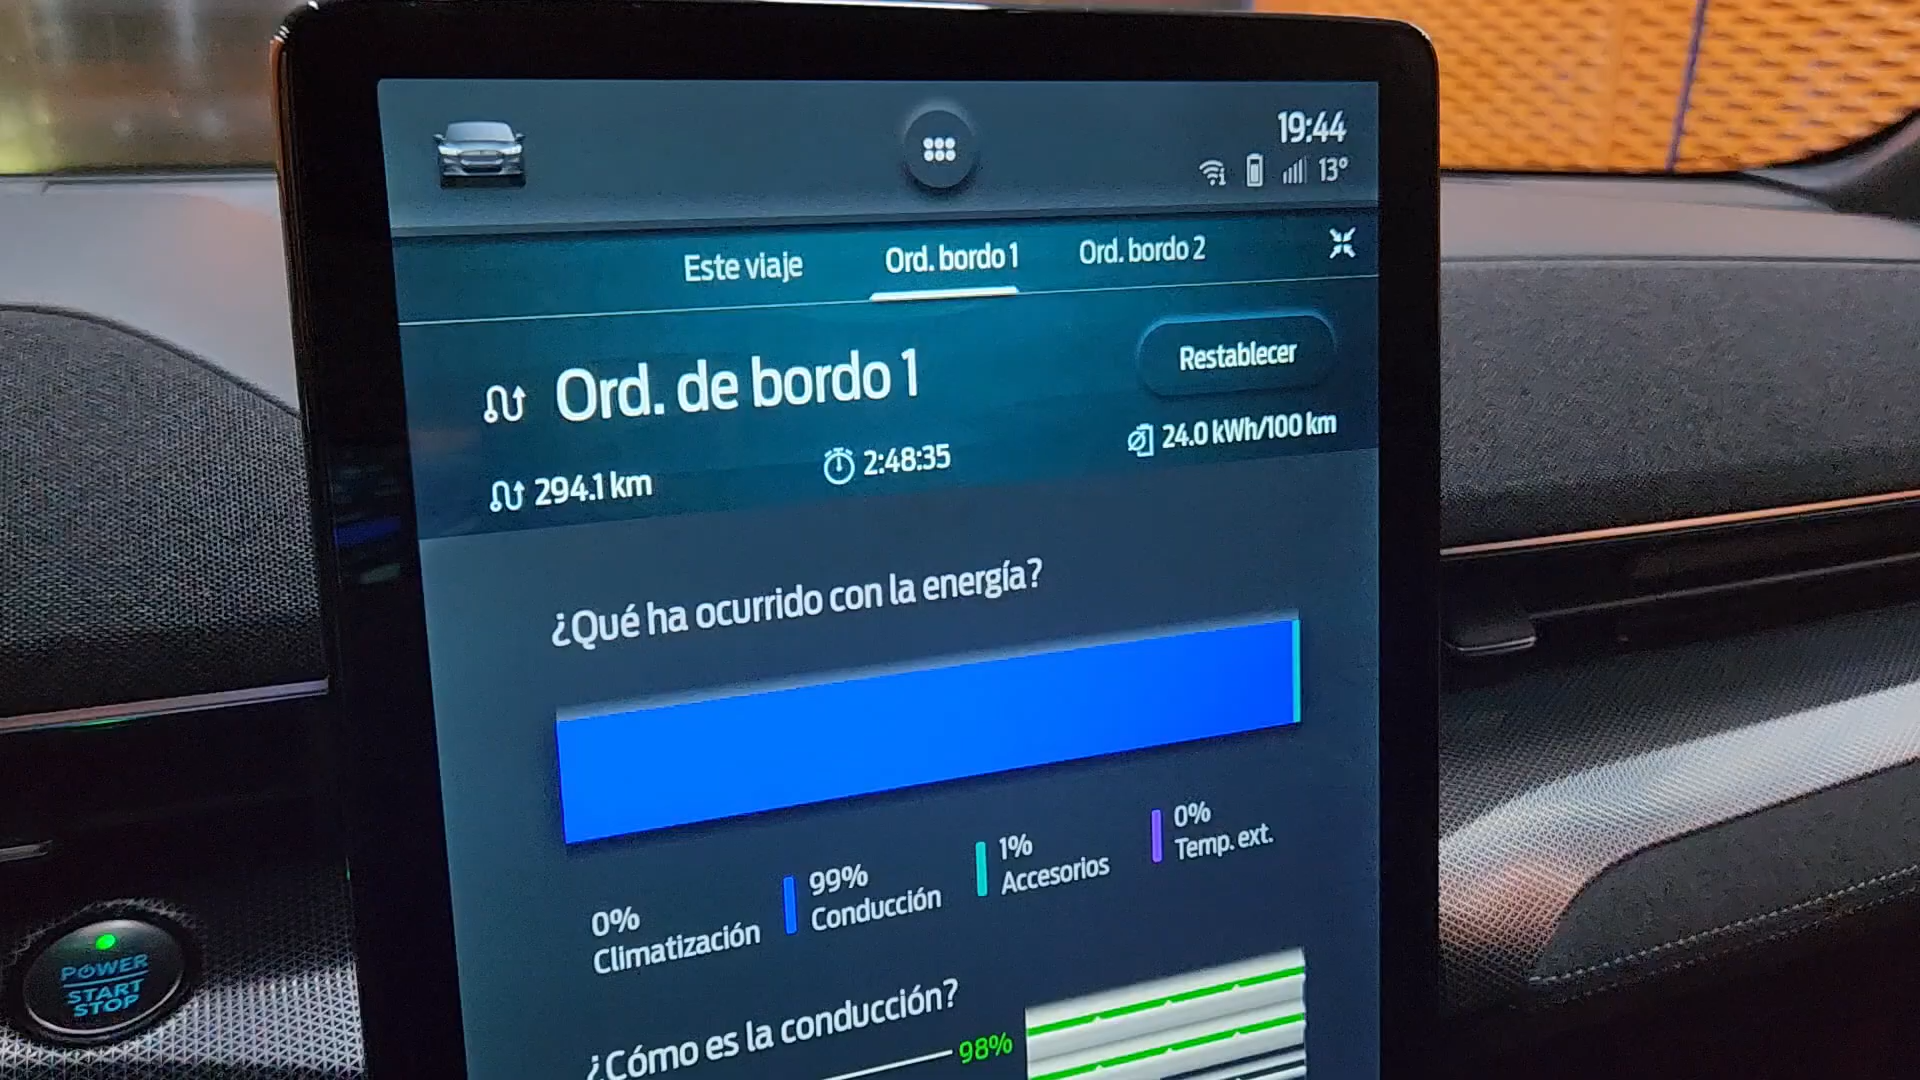 19:44
13°
Este viaje
Ord. bordo 1
Ord. bordo 2
Ord. de bordo 1
Restablecer
294.1 km
2:48:35
24.0 kWh/100 km
¿Qué ha ocurrido con la energía?
0%
Climatización
99%
Conducción
1%
Accesorios
0%
Temp. ext.
¿Cómo es la conducción?
98%
POWER
START
STOP